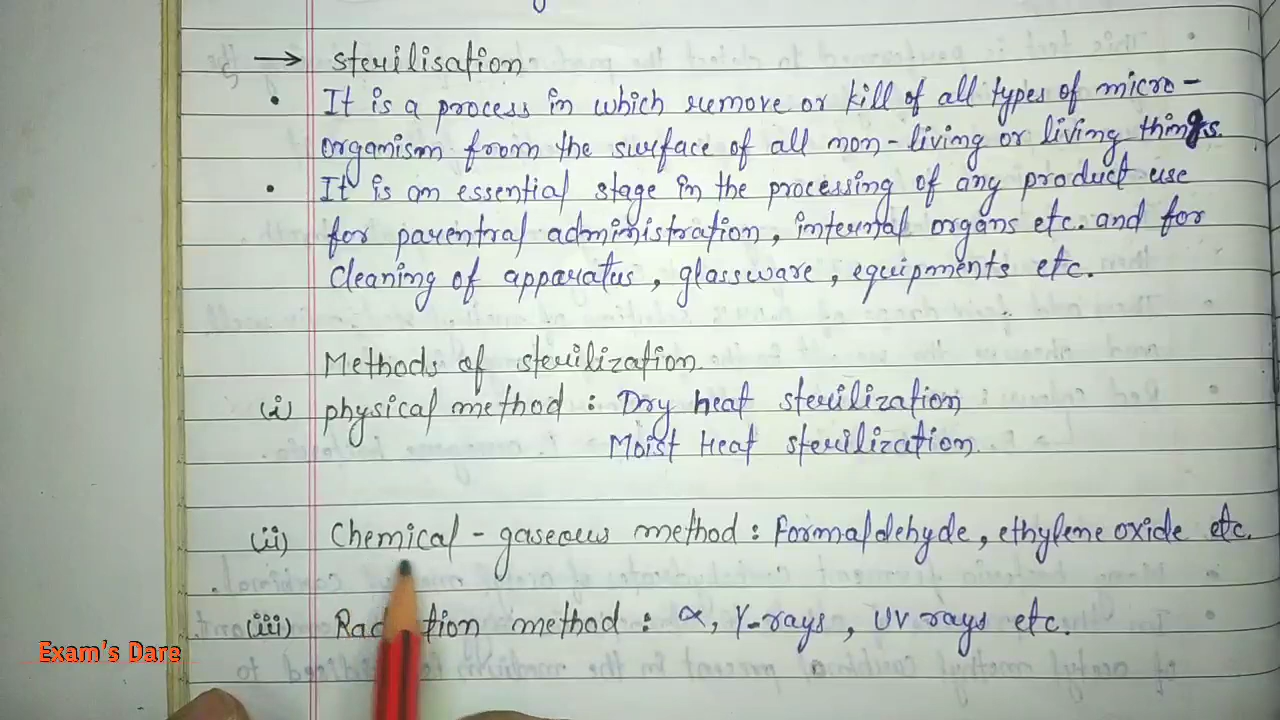 → sterilisation
• It is a process in which remove or kill of all types of micro-
organism from the surface of all non-living or living things.
• It is an essential stage in the processing of any product use
for parentral administration, internal organs etc. and for
cleaning of apparatus, glassware, equipments etc.
Methods of sterilization
(i) physical method : Dry heat sterilization
Moist Heat sterilization.
(ii) Chemical - gaseous method : Formaldehyde, ethylene oxide etc.
(iii) Rad tion method : α, γ-rays, UV rays etc.
Exam's Dare